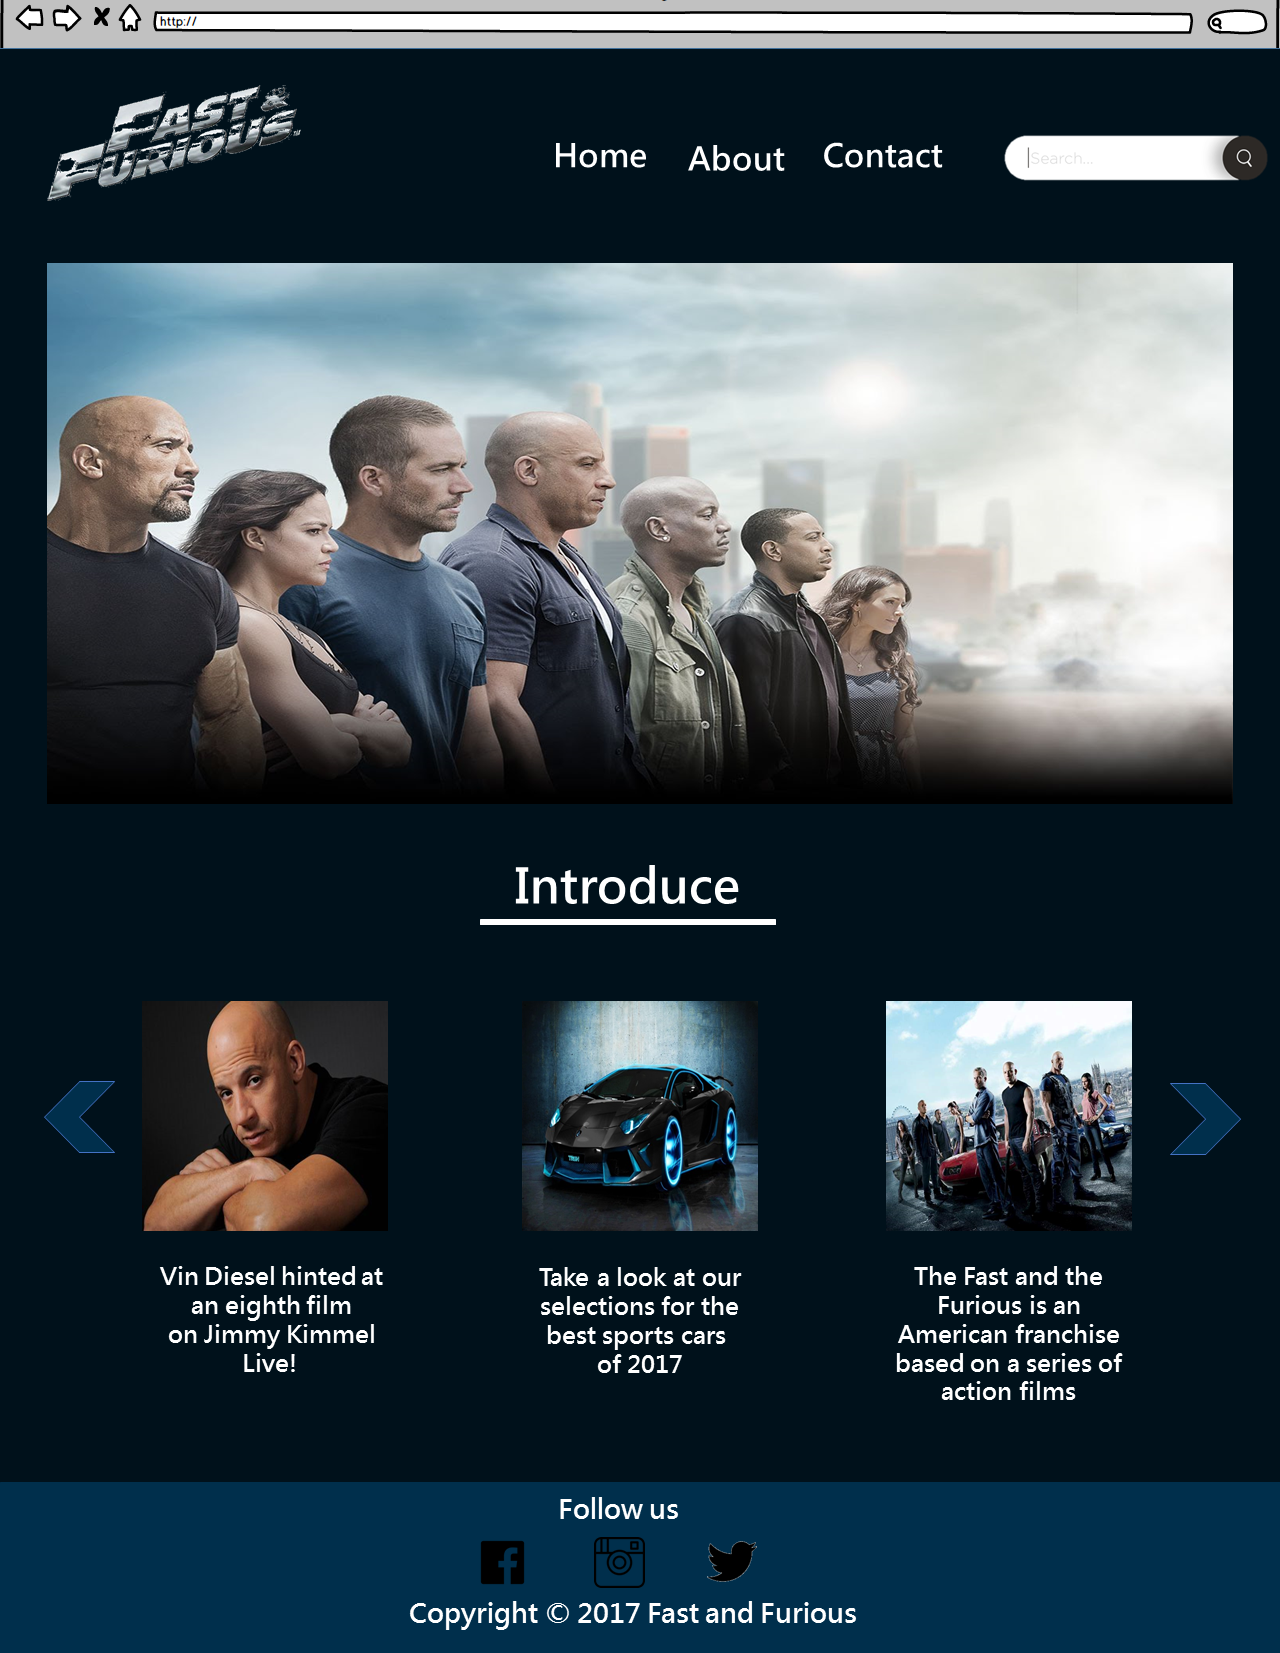 http://
FAST &
FURIOUS
Home About Contact
Search...
Introduce
Vin Diesel hinted at
an eighth film
on Jimmy Kimmel
Live!
Take a look at our
selections for the
best sports cars
of 2017
The Fast and the
Furious is an
American franchise
based on a series of
action films
Follow us
Copyright © 2017 Fast and Furious